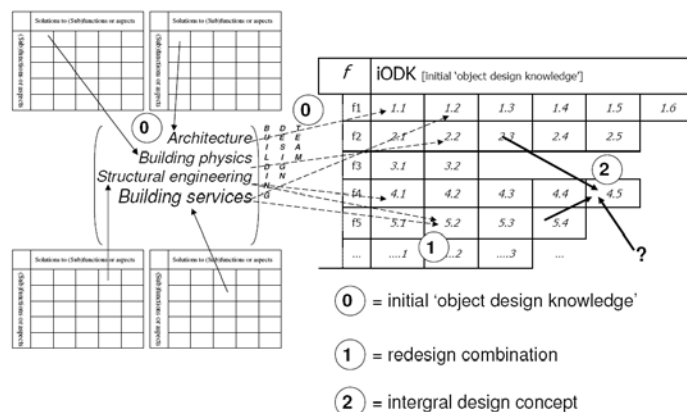 Solutions to (Sub)functions or aspects
Solutions to (Sub)functions or aspects
(Sub)functions or aspects
(Sub)functions or aspects
0
Architecture
Building physics
Structural engineering
Building services
BUILDING
DESIGN
TEAM
0
f iODK [initial 'object design knowledge']
f1 1.1 1.2 1.3 1.4 1.5 1.6
f2 2.1 2.2 2.3 2.4 2.5
f3 3.1 3.2
f4 4.1 4.2 4.3 4.4 4.5
f5 5.1 5.2 5.3 5.4
... ....1 ...2 ....3 ...
2
1
?
Solutions to (Sub)functions or aspects
Solutions to (Sub)functions or aspects
(Sub)functions or aspects
(Sub)functions or aspects
0 = initial 'object design knowledge'
1 = redesign combination
2 = intergral design concept